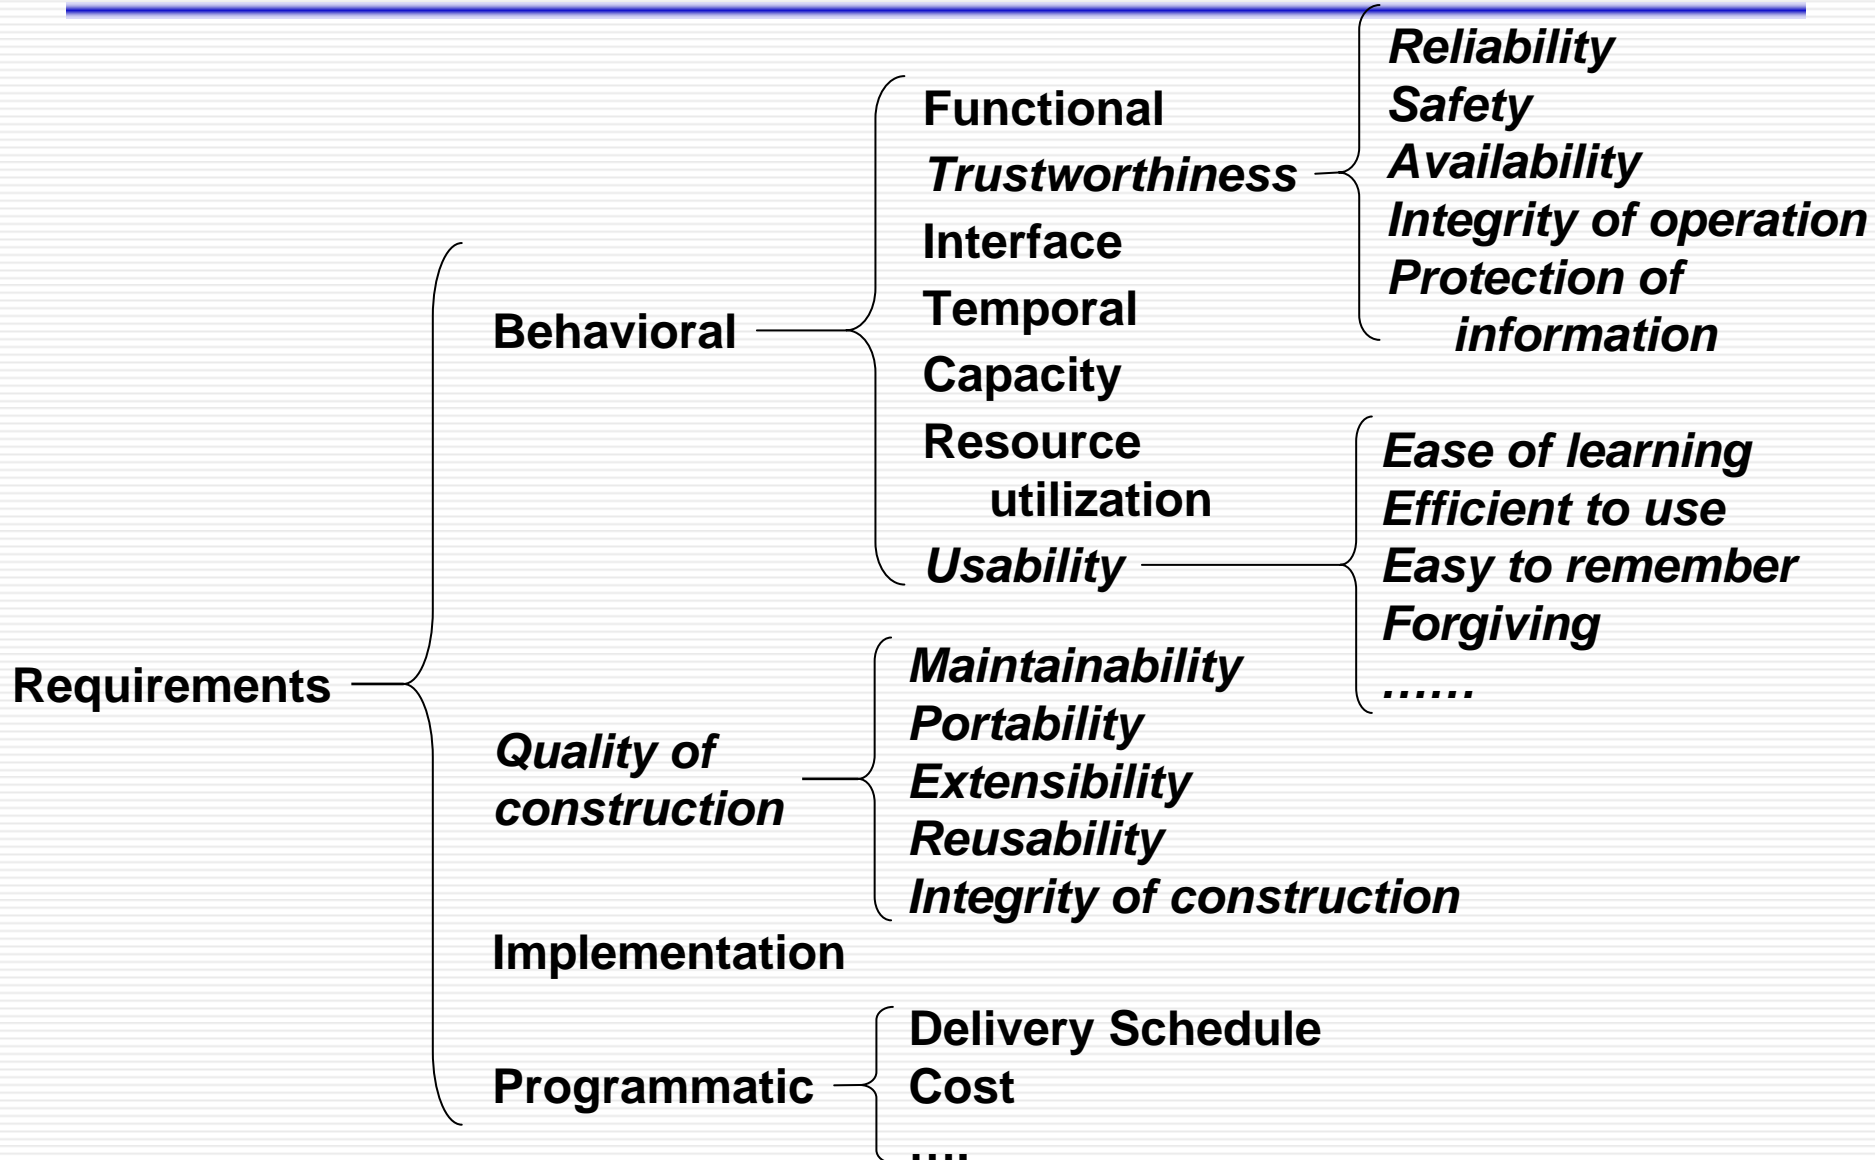 Requirements
Behavioral
Functional
Trustworthiness
Reliability
Safety
Availability
Integrity of operation
Protection of
information
Interface
Temporal
Capacity
Resource
utilization
Usability
Ease of learning
Efficient to use
Easy to remember
Forgiving
……
Quality of
construction
Maintainability
Portability
Extensibility
Reusability
Integrity of construction
Implementation
Programmatic
Delivery Schedule
Cost
….